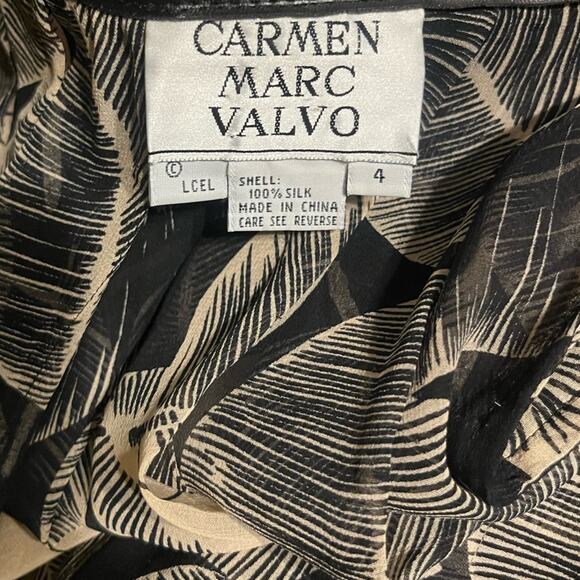 CARMEN
MARC
VALVO
© LCEL
SHELL:
100% SILK
MADE IN CHINA
CARE SEE REVERSE
4